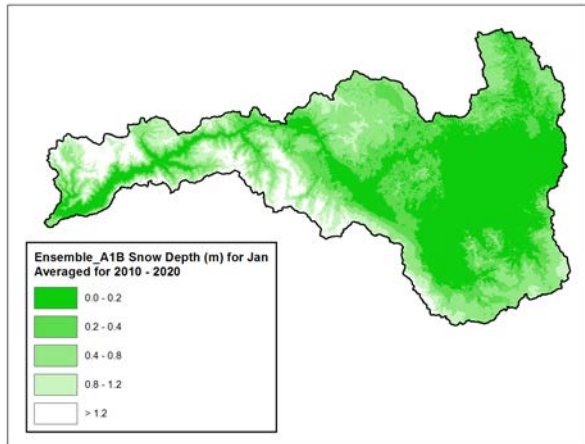 Ensemble_A1B Snow Depth (m) for Jan
Averaged for 2010 - 2020
0.0 - 0.2
0.2 - 0.4
0.4 - 0.8
0.8 - 1.2
> 1.2